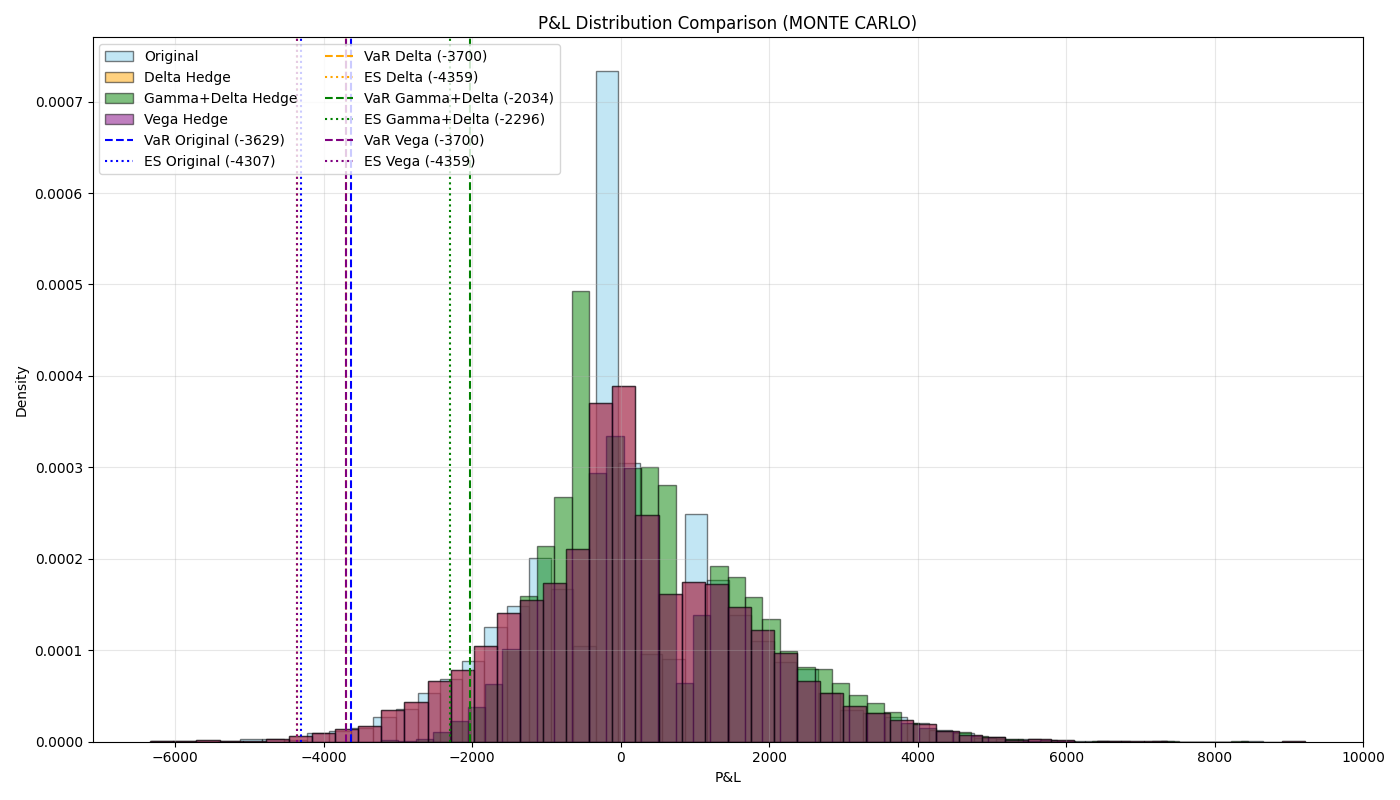 P&L Distribution Comparison (MONTE CARLO)
Original
Delta Hedge
Gamma+Delta Hedge
Vega Hedge
VaR Original (-3629)
ES Original (-4307)
VaR Delta (-3700)
ES Delta (-4359)
VaR Gamma+Delta (-2034)
ES Gamma+Delta (-2296)
VaR Vega (-3700)
ES Vega (-4359)
Density
0.0007
0.0006
0.0005
0.0004
0.0003
0.0002
0.0001
0.0000
−6000
−4000
−2000
0
2000
4000
6000
8000
10000
P&L